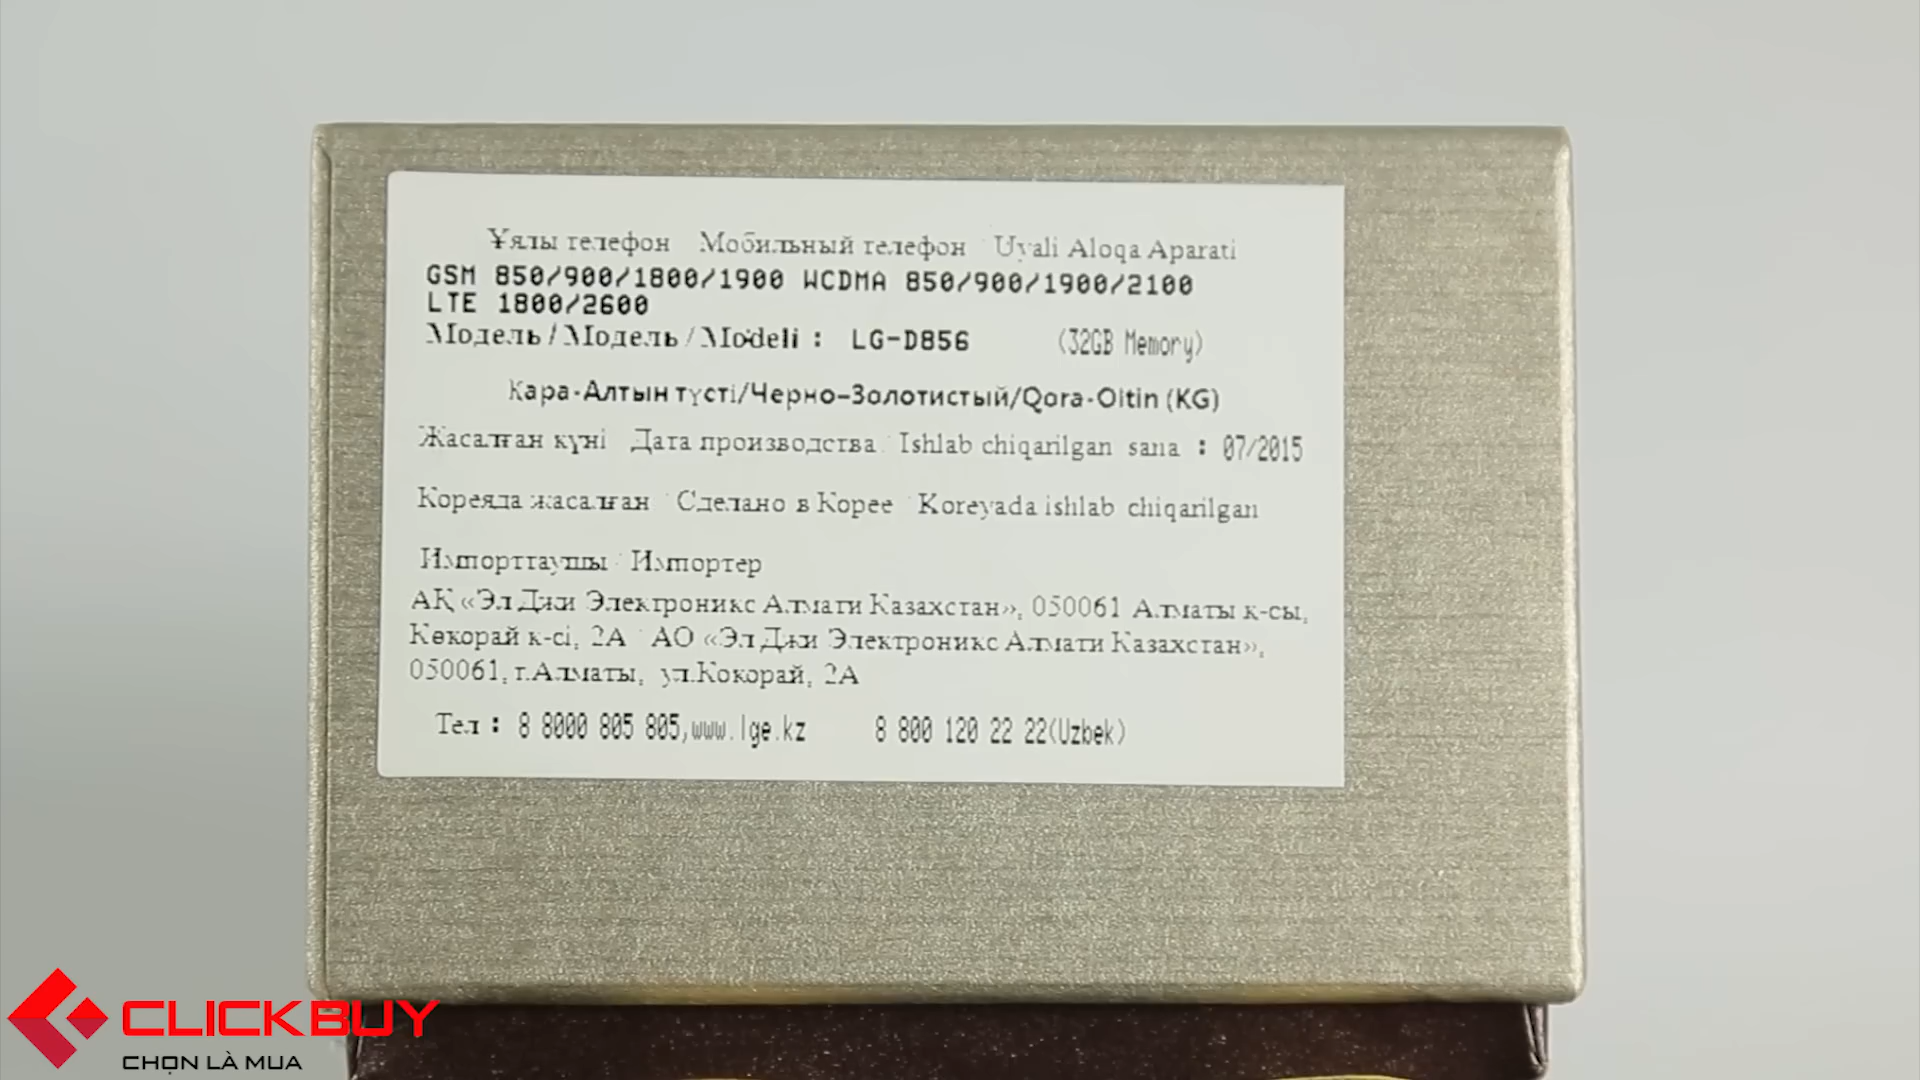 Ұялы телефон Мобильный телефон Uyali Aloqa Aparati
GSM 850/900/1800/1900 WCDMA 850/900/1900/2100
LTE 1800/2600
Модель/Модель/Modeli : LG-D856 (32GB Memory)
Кара-Алтын түсті/Черно-Золотистый/Qora-Oltin (KG)
Жасалған күні Дата производства Ishlab chiqarilgan sana : 07/2015
Кореяда жасалған Сделано в Корее Koreyada ishlab chiqarilgan
Импорттаушы Импортер
АҚ «Эл Джи Электроникс Алмати Казахстан», 050061 Алматы к-сы,
Көкорай к-сі, 2А АО «Эл Джи Электроникс Алмати Казахстан»,
050061, г.Алматы, ул.Кокорай, 2А
Тел : 8 8000 805 805,www.lge.kz 8 800 120 22 22(Uzbek)
CLICKBUY
CHỌN LÀ MUA